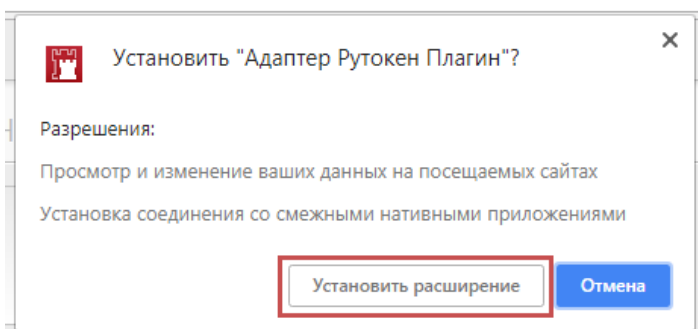 Установить "Адаптер Рутокен Плагин"?
Разрешения:
Просмотр и изменение ваших данных на посещаемых сайтах
Установка соединения со смежными нативными приложениями
Установить расширение
Отмена